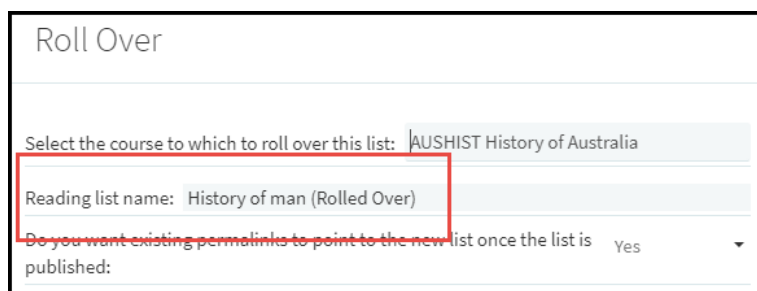 Roll Over
Select the course to which to roll over this list: AUSHIST History of Australia
Reading list name: History of man (Rolled Over)
Do you want existing permalinks to point to the new list once the list is Yes
published: